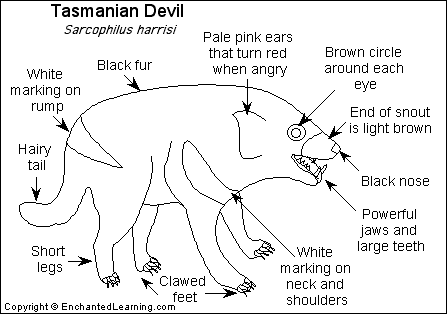 Tasmanian Devil
Sarcophilus harrisi
Pale pink ears
that turn red
when angry
Brown circle
around each
eye
Black fur
White
marking on
rump
End of snout
is light brown
Hairy
tail
Black nose
Powerful
jaws and
large teeth
Short
legs
Clawed
feet
White
marking on
neck and
shoulders
Copyright © EnchantedLearning.com